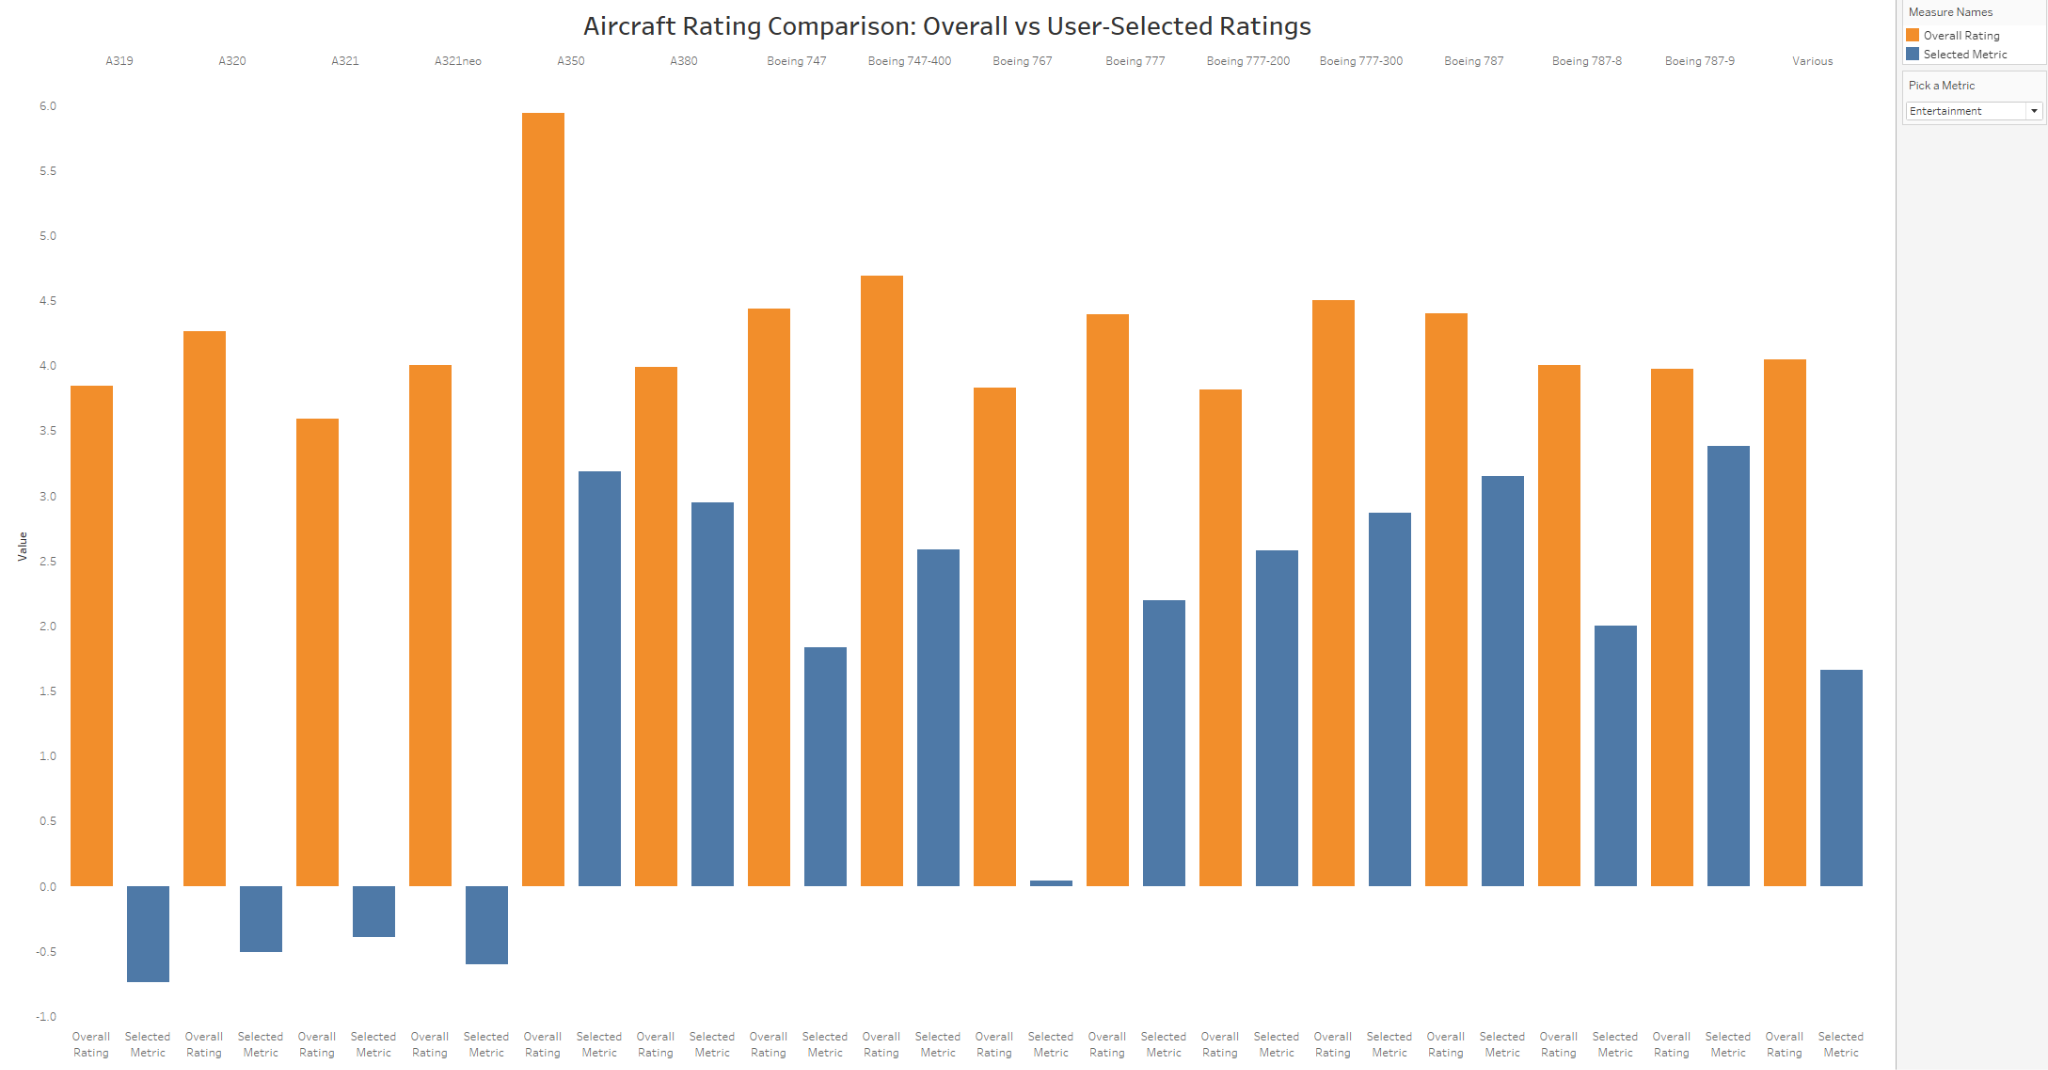 Aircraft Rating Comparison: Overall vs User-Selected Ratings
A319 A320 A321 A321neo A350 A380 Boeing 747 Boeing 747-400 Boeing 767 Boeing 777 Boeing 777-200 Boeing 777-300 Boeing 787 Boeing 787-8 Boeing 787-9 Various
6.0
5.5
5.0
4.5
4.0
3.5
3.0
2.5
2.0
1.5
1.0
0.5
0.0
-0.5
-1.0
Value
Overall Selected Overall Selected Overall Selected Overall Selected Overall Selected Overall Selected Overall Selected Overall Selected Overall Selected Overall Selected Overall Selected Overall Selected Overall Selected Overall Selected Overall Selected Overall Selected
Rating Metric Rating Metric Rating Metric Rating Metric Rating Metric Rating Metric Rating Metric Rating Metric Rating Metric Rating Metric Rating Metric Rating Metric Rating Metric Rating Metric Rating Metric Rating Metric
Measure Names
Overall Rating
Selected Metric
Pick a Metric
Entertainment